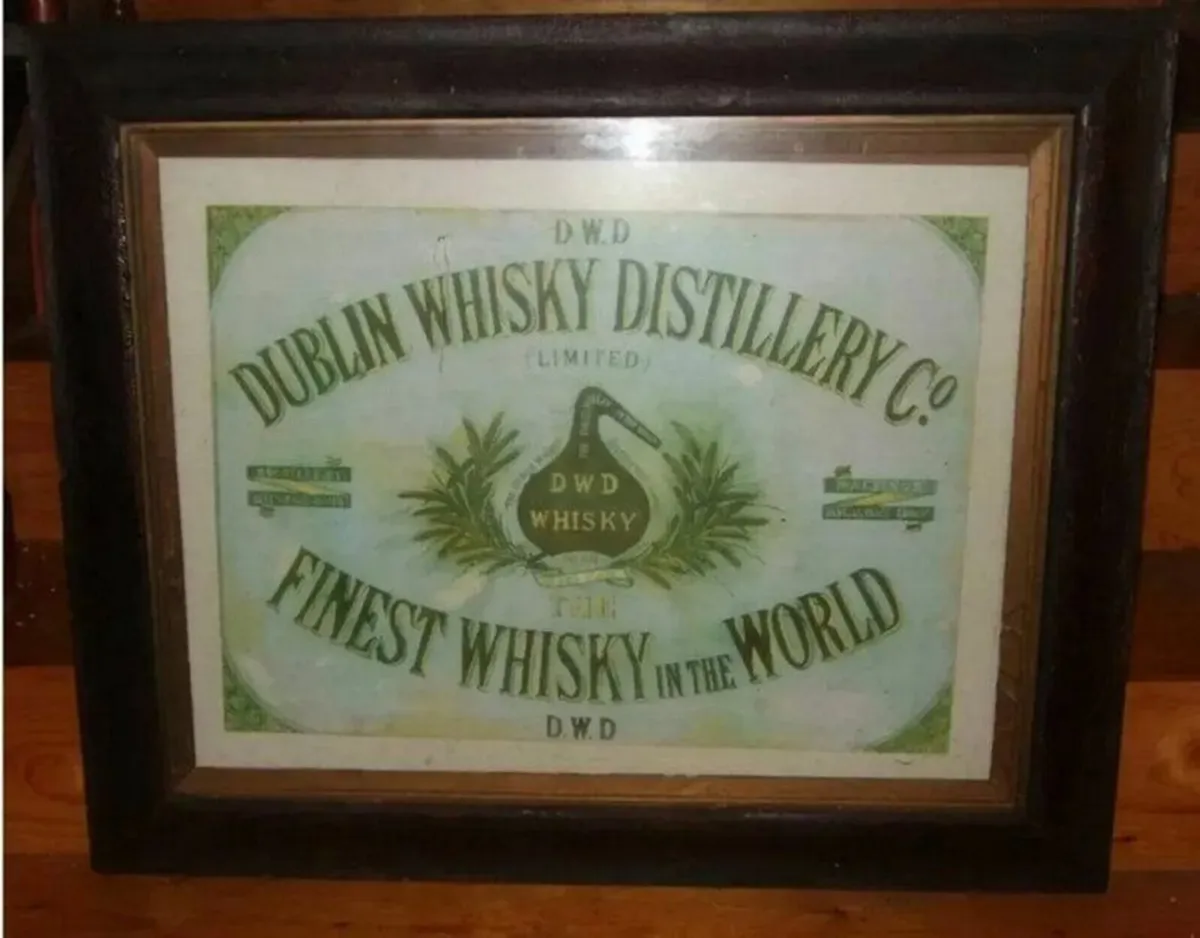 D.W.D
DUBLIN WHISKY DISTILLERY Co
(LIMITED)
DWD
WHISKY
THE
FINEST WHISKY IN THE WORLD
D.W.D